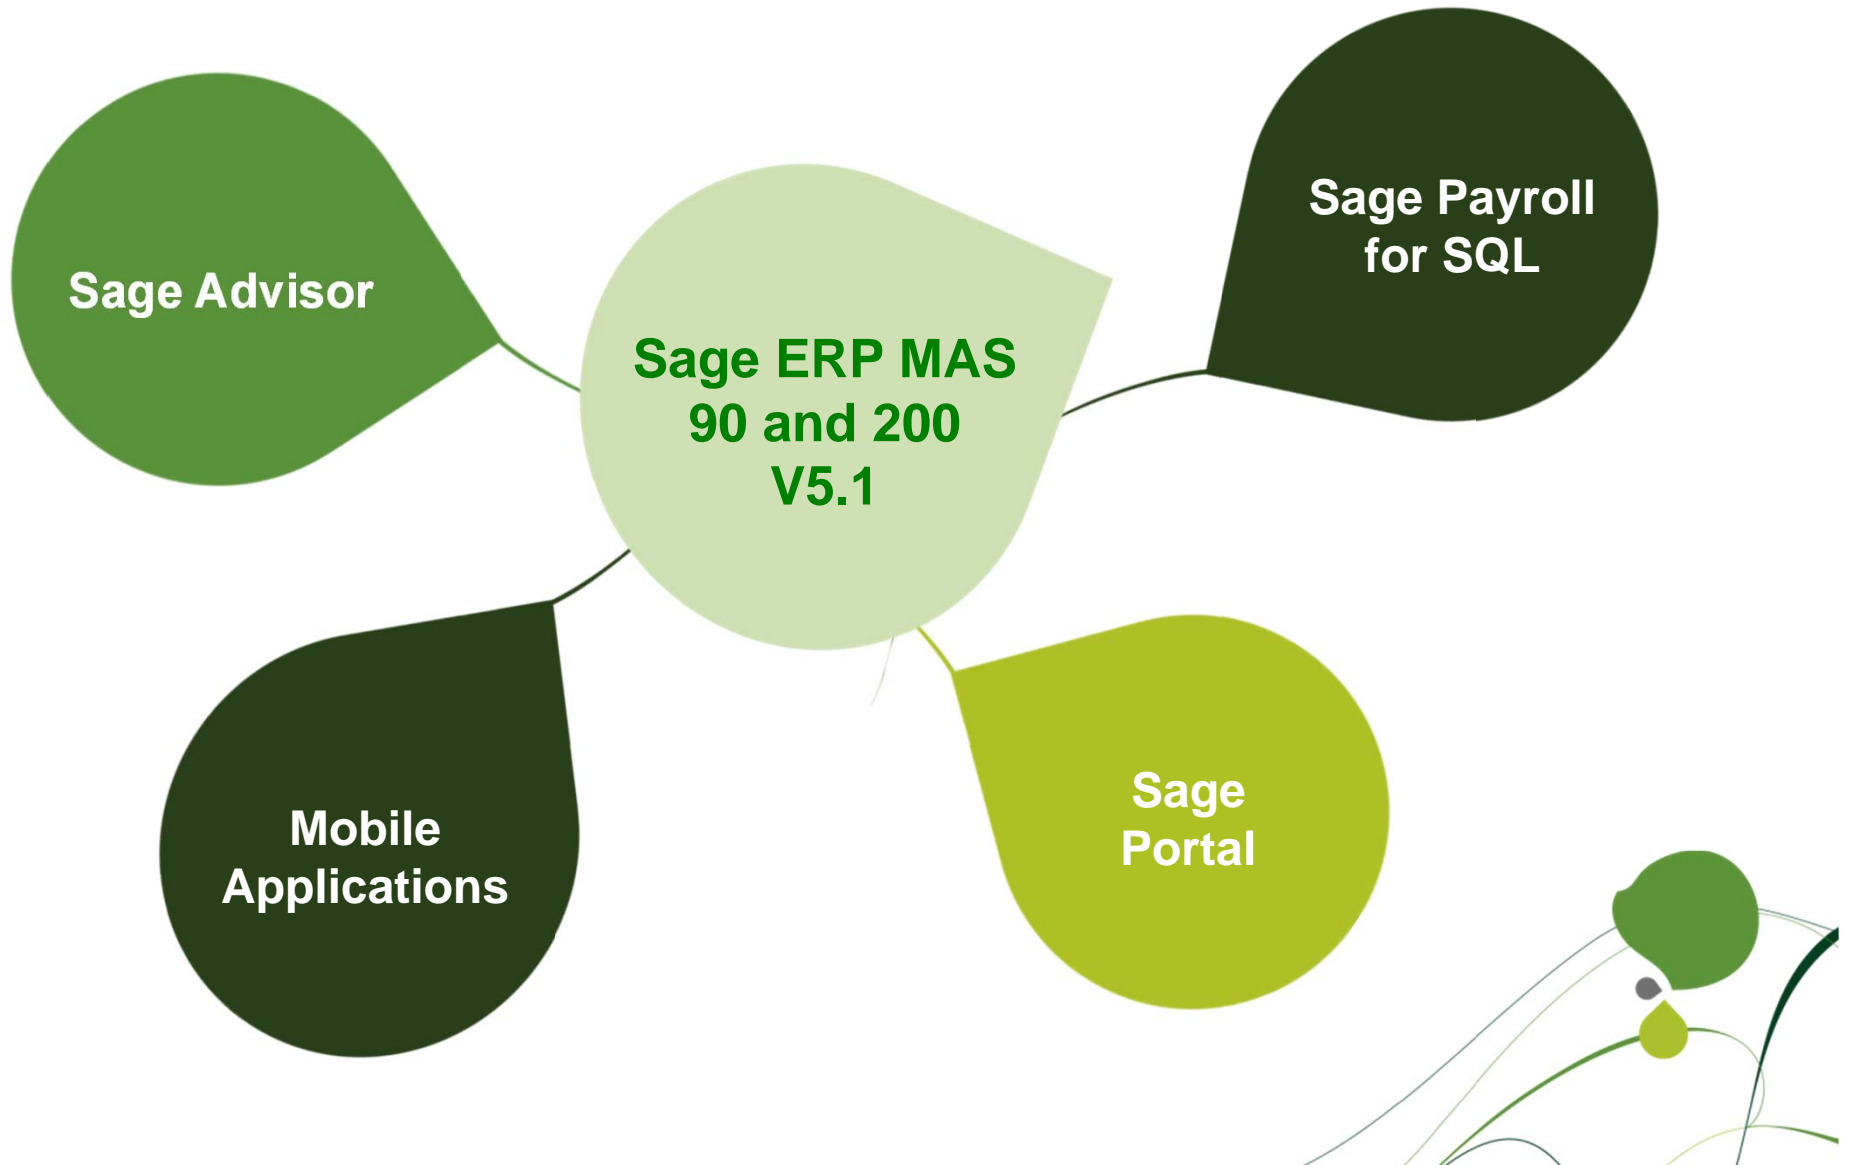 Sage Advisor
Sage Payroll
for SQL
Sage ERP MAS
90 and 200
V5.1
Mobile
Applications
Sage
Portal